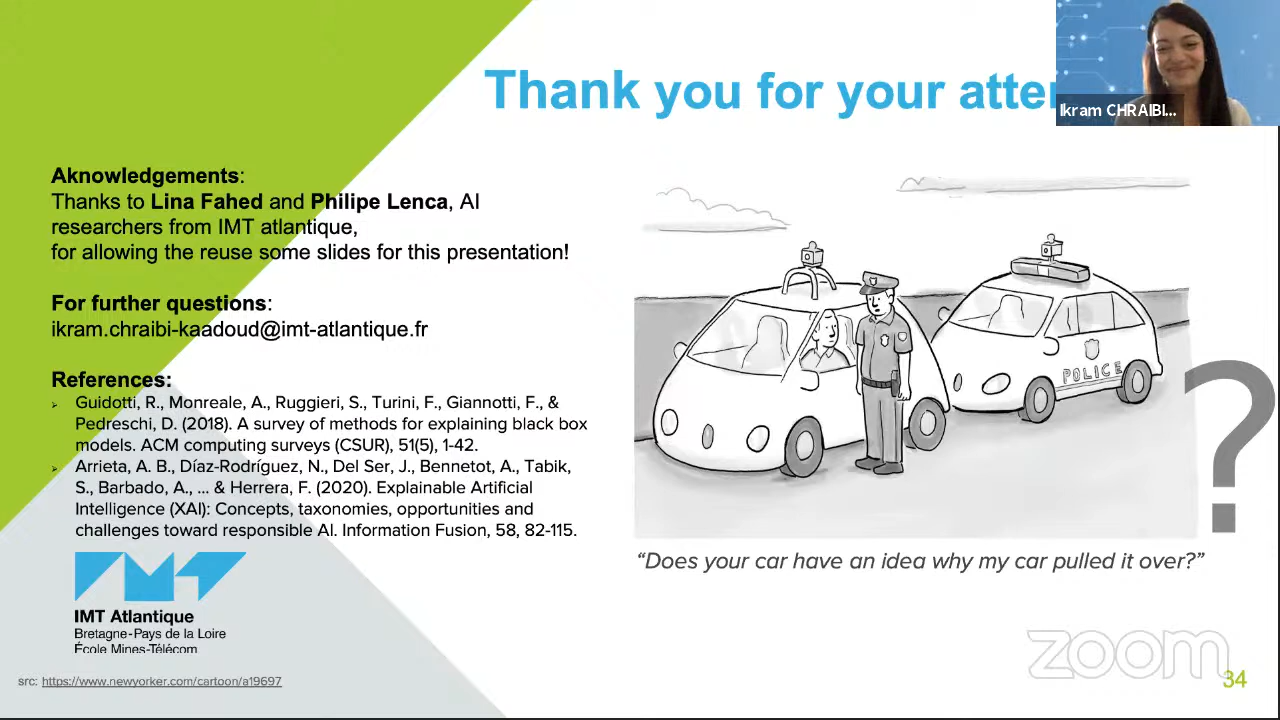 Thank you for your atte
Ikram CHRAIBI...
Aknowledgements:
Thanks to Lina Fahed and Philipe Lenca, AI
researchers from IMT atlantique,
for allowing the reuse some slides for this presentation!
For further questions:
ikram.chraibi-kaadoud@imt-atlantique.fr
References:
Guidotti, R., Monreale, A., Ruggieri, S., Turini, F., Giannotti, F., &
Pedreschi, D. (2018). A survey of methods for explaining black box
models. ACM computing surveys (CSUR), 51(5), 1-42.
Arrieta, A. B., Díaz-Rodríguez, N., Del Ser, J., Bennetot, A., Tabik,
S., Barbado, A., ... & Herrera, F. (2020). Explainable Artificial
Intelligence (XAI): Concepts, taxonomies, opportunities and
challenges toward responsible AI. Information Fusion, 58, 82-115.
POLICE
?
“Does your car have an idea why my car pulled it over?”
IMT
IMT Atlantique
Bretagne-Pays de la Loire
École Mines-Télécom
src: https://www.newyorker.com/cartoon/a19697
zoom
34